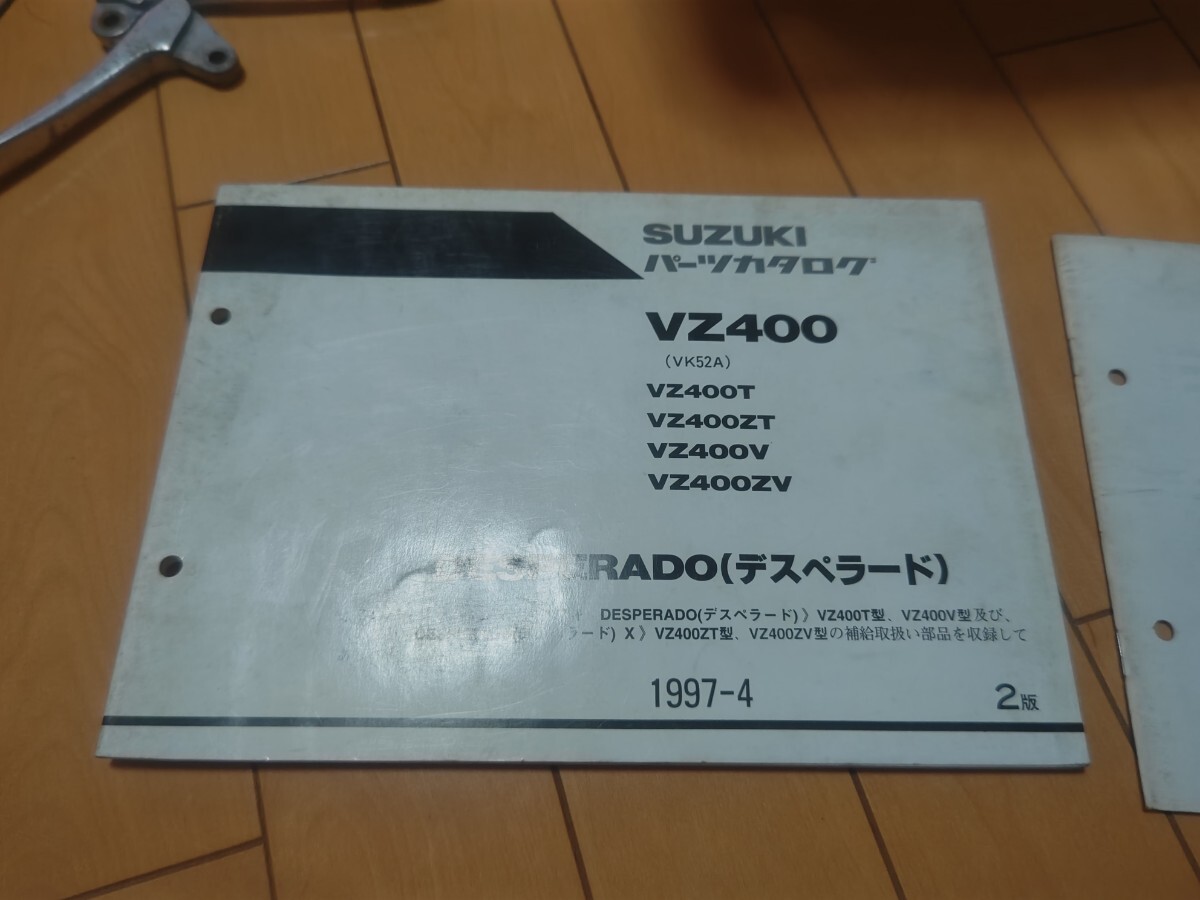 SUZUKI
パーツカタログ
VZ400
(VK52A)
VZ400T
VZ400ZT
VZ400V
VZ400ZV
DESPERADO(デスペラード)
DESPERADO(デスペラード)》VZ400T型、VZ400V型及び、
ラード) X》VZ400ZT型、VZ400ZV型の補給取扱い部品を収録して
1997-4
2版